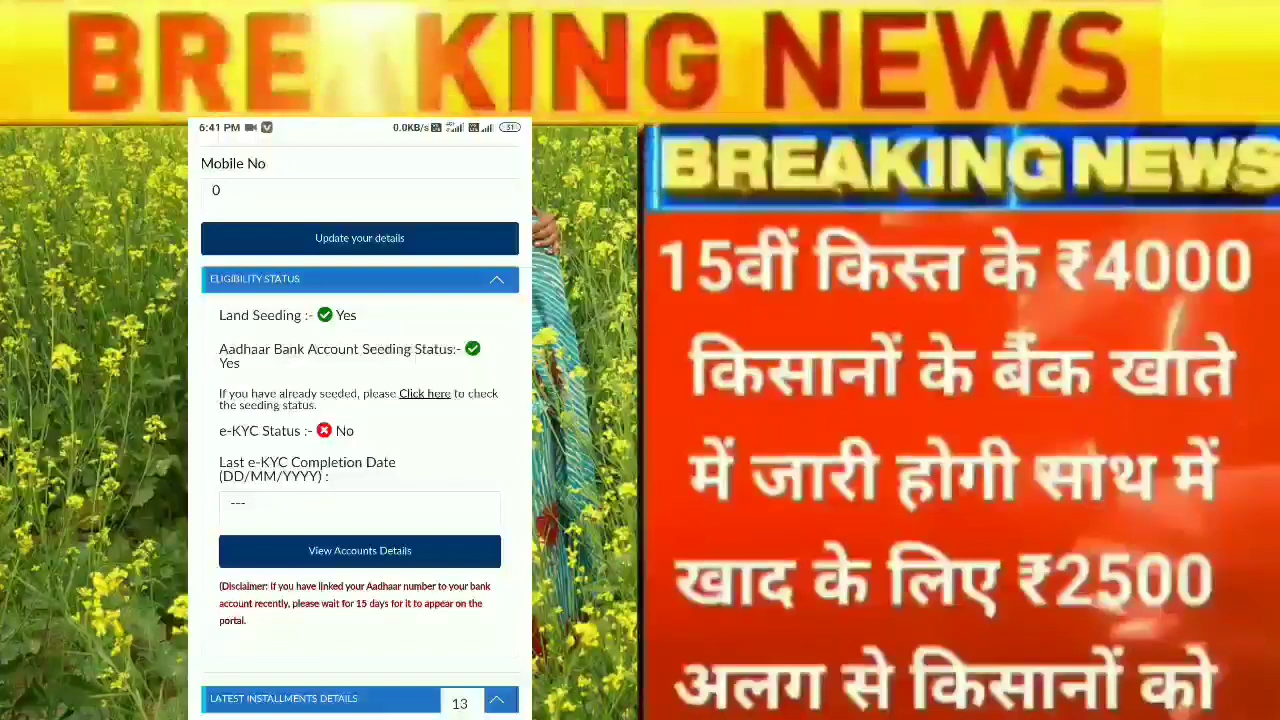 BREAKING NEWS
6:41 PM
0.0KB/s
31
Mobile No
0
Update your details
ELIGIBILITY STATUS
Land Seeding :- Yes
Aadhaar Bank Account Seeding Status:-
Yes
If you have already seeded, please Click here to check
the seeding status.
e-KYC Status :- No
Last e-KYC Completion Date
(DD/MM/YYYY) :
---
View Accounts Details
(Disclaimer: If you have linked your Aadhaar number to your bank
account recently, please wait for 15 days for it to appear on the
portal.
LATEST INSTALLMENTS DETAILS 13
BREAKING NEWS
15वीं किस्त के ₹4000
किसानों के बैंक खाते
में जारी होगी साथ में
खाद के लिए ₹2500
अलग से किसानों को